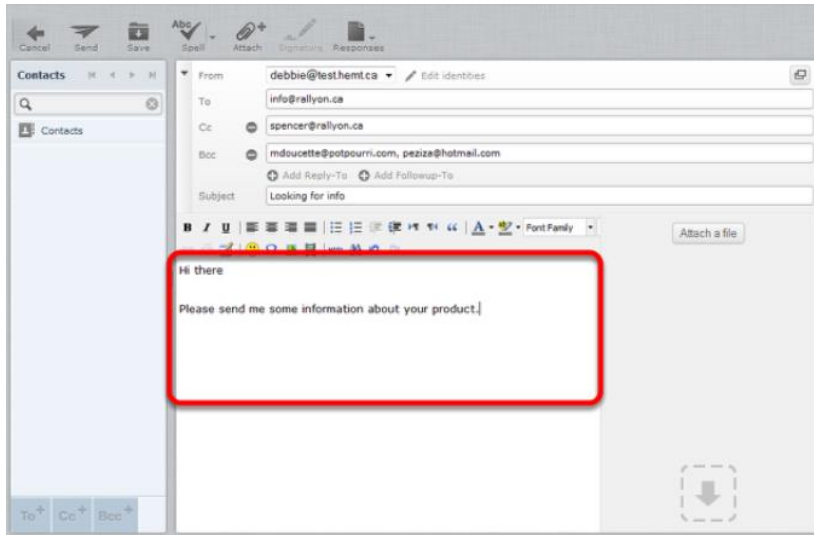 Abc
Cancel Send Save Spell Attach Signature Responses
Contacts
Contacts
From debbie@test.hemt.ca Edit identities
To info@rallyon.ca
Cc spencer@rallyon.ca
Bcc mdoucette@potpourri.com, peziza@hotmail.com
Add Reply-To Add Followup-To
Subject Looking for info
B I U A Font Family
Attach a file
Hi there
Please send me some information about your product.
To+ Cc+ Bcc+